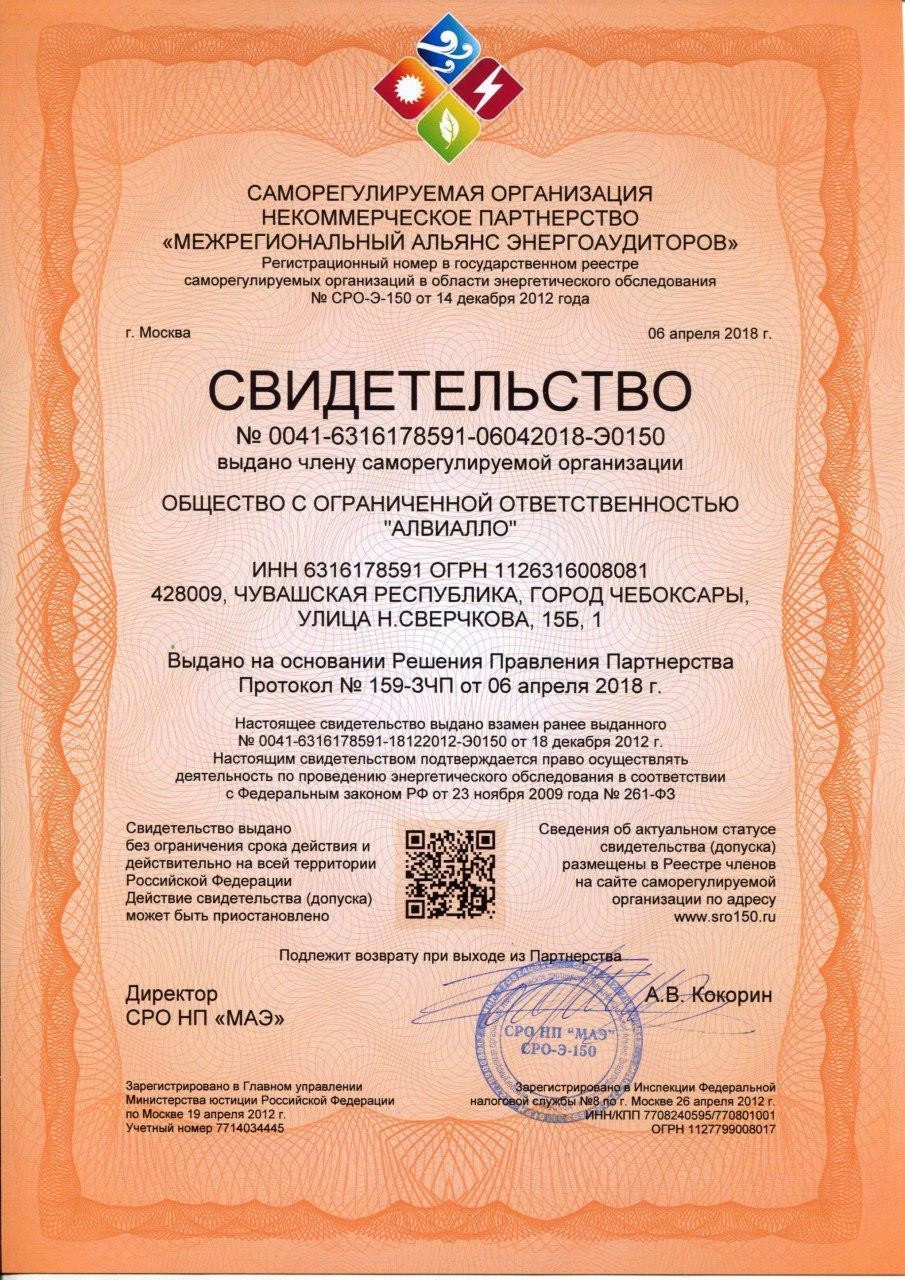 САМОРЕГУЛИРУЕМАЯ ОРГАНИЗАЦИЯ
НЕКОММЕРЧЕСКОЕ ПАРТНЕРСТВО
«МЕЖРЕГИОНАЛЬНЫЙ АЛЬЯНС ЭНЕРГОАУДИТОРОВ»
Регистрационный номер в государственном реестре
саморегулируемых организаций в области энергетического обследования
№ СРО-Э-150 от 14 декабря 2012 года
г. Москва
06 апреля 2018 г.
СВИДЕТЕЛЬСТВО
№ 0041-6316178591-06042018-Э0150
выдано члену саморегулируемой организации
ОБЩЕСТВО С ОГРАНИЧЕННОЙ ОТВЕТСТВЕННОСТЬЮ
"АЛВИАЛЛО"
ИНН 6316178591 ОГРН 1126316008081
428009, ЧУВАШСКАЯ РЕСПУБЛИКА, ГОРОД ЧЕБОКСАРЫ,
УЛИЦА Н.СВЕРЧКОВА, 15Б, 1
Выдано на основании Решения Правления Партнерства
Протокол № 159-ЗЧП от 06 апреля 2018 г.
Настоящее свидетельство выдано взамен ранее выданного
№ 0041-6316178591-18122012-Э0150 от 18 декабря 2012 г.
Настоящим свидетельством подтверждается право осуществлять
деятельность по проведению энергетического обследования в соответствии
с Федеральным законом РФ от 23 ноября 2009 года № 261-ФЗ
Свидетельство выдано
без ограничения срока действия и
действительно на всей территории
Российской Федерации
Действие свидетельства (допуска)
может быть приостановлено
Сведения об актуальном статусе
свидетельства (допуска)
размещены в Реестре членов
на сайте саморегулируемой
организации по адресу
www.sro150.ru
Подлежит возврату при выходе из Партнерства
Директор
СРО НП «МАЭ»
А.В. Кокорин
СРО НП "МАЭ"
СРО-Э-150
Зарегистрировано в Главном управлении
Министерства юстиции Российской Федерации
по Москве 19 апреля 2012 г.
Учетный номер 7714034445
Зарегистрировано в Инспекции Федеральной
налоговой службы №8 по г. Москве 26 апреля 2012 г.
ИНН/КПП 7708240595/770801001
ОГРН 1127799008017